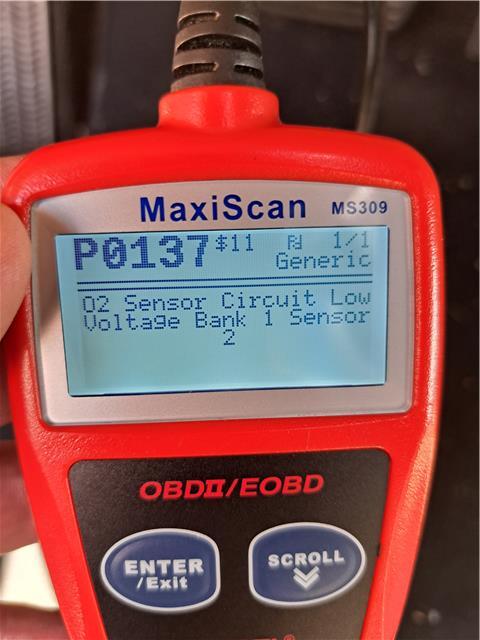 MaxiScan MS309
P0137 $11 Pd 1/1
Generic
O2 Sensor Circuit Low
Voltage Bank 1 Sensor
2
OBDII/EOBD
ENTER
/Exit
SCROLL